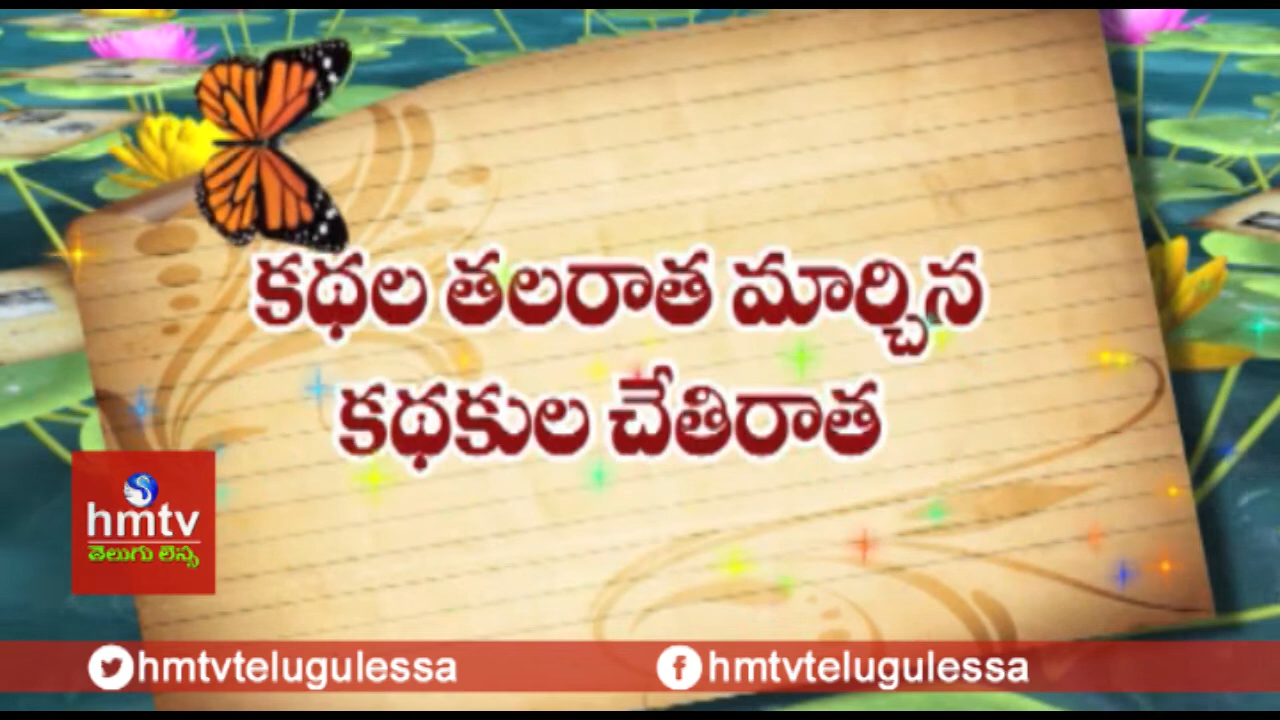 కథల తలరాత మార్చిన
కథకుల చేతిరాత
hmtv
తెలుగు లెస్స
hmtvtelugulessa
hmtvtelugulessa